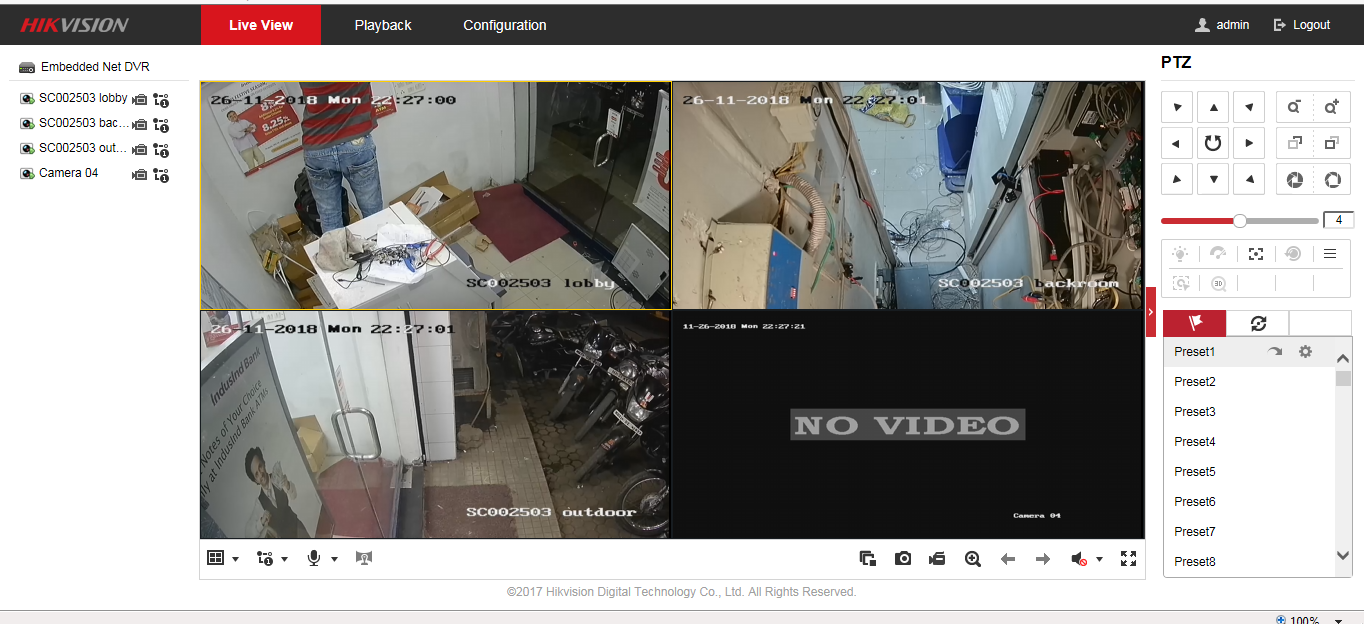 HIKVISION Live View Playback Configuration admin Logout
Embedded Net DVR
SC002503 lobby
SC002503 bac...
SC002503 out...
Camera 04
26-11-2018 Mon 22:27:00
8.25%
SC002503 lobby
26-11-2018 Mon 22:27:01
SC002503 backroom
26-11-2018 Mon 22:27:01
IndusInd Bank
Notes of Your Choice
at IndusInd Bank ATMs
SC002503 outdoor
11-26-2018 Mon 22:27:21
NO VIDEO
Camera 04
PTZ
4
3D
Preset1
Preset2
Preset3
Preset4
Preset5
Preset6
Preset7
Preset8
©2017 Hikvision Digital Technology Co., Ltd. All Rights Reserved.
100%